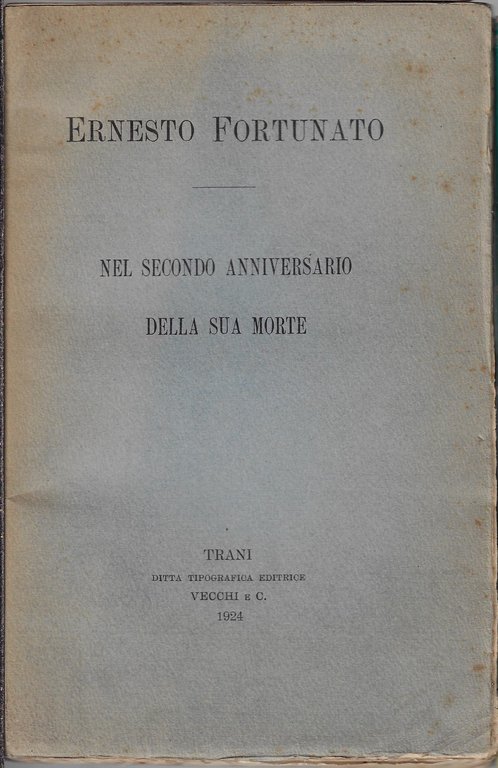 ERNESTO FORTUNATO
NEL SECONDO ANNIVERSARIO
DELLA SUA MORTE
TRANI
DITTA TIPOGRAFICA EDITRICE
VECCHI E C.
1924